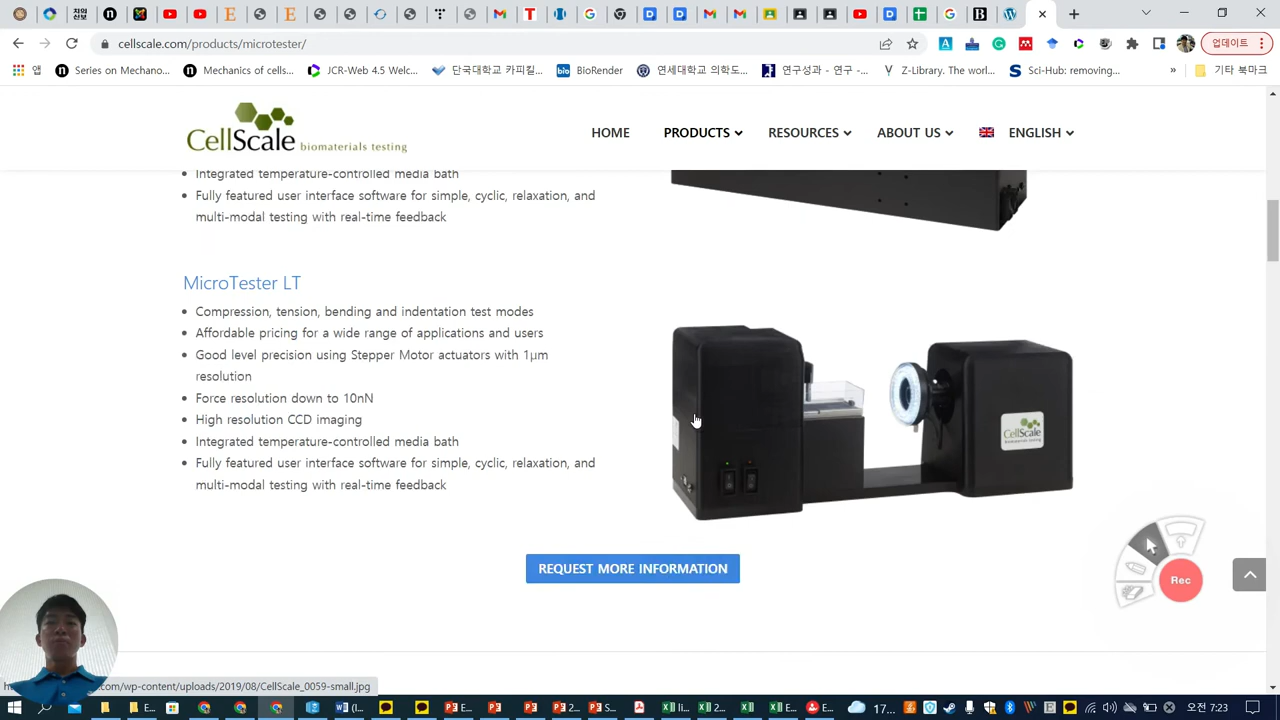 cellscale.com/products/microtester/
업데이트
앱
Series on Mechano...
Mechanics of cells...
JCR-Web 4.5 Welc...
단국대학교 카피킬...
BioRender
연세대학교 의학도...
연구성과 - 연구 -...
Z-Library. The worl...
Sci-Hub: removing...
»
기타 북마크
CellScale biomaterials testing
HOME
PRODUCTS
RESOURCES
ABOUT US
ENGLISH
Integrated temperature-controlled media bath
Fully featured user interface software for simple, cyclic, relaxation, and
multi-modal testing with real-time feedback
MicroTester LT
Compression, tension, bending and indentation test modes
Affordable pricing for a wide range of applications and users
Good level precision using Stepper Motor actuators with 1μm
resolution
Force resolution down to 10nN
High resolution CCD imaging
Integrated temperature-controlled media bath
Fully featured user interface software for simple, cyclic, relaxation, and
multi-modal testing with real-time feedback
CellScale
REQUEST MORE INFORMATION
Rec
.com/wp-content/uploads/2019/08/CellScale_0059-small.jpg
17...
오전 7:23